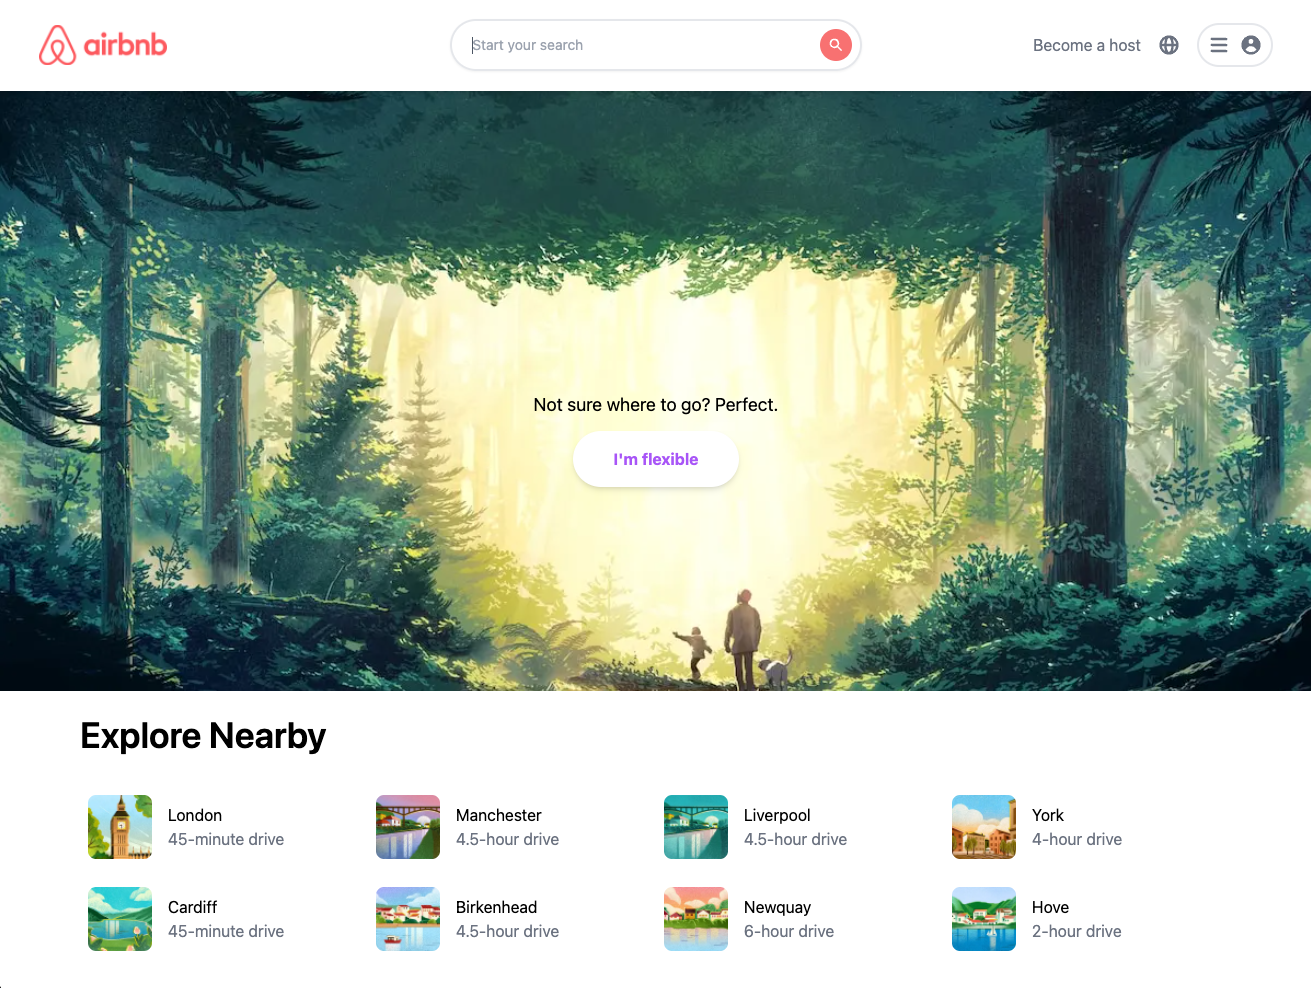 airbnb
Start your search
Become a host
Not sure where to go? Perfect.
I'm flexible
Explore Nearby
London
45-minute drive
Manchester
4.5-hour drive
Liverpool
4.5-hour drive
York
4-hour drive
Cardiff
45-minute drive
Birkenhead
4.5-hour drive
Newquay
6-hour drive
Hove
2-hour drive